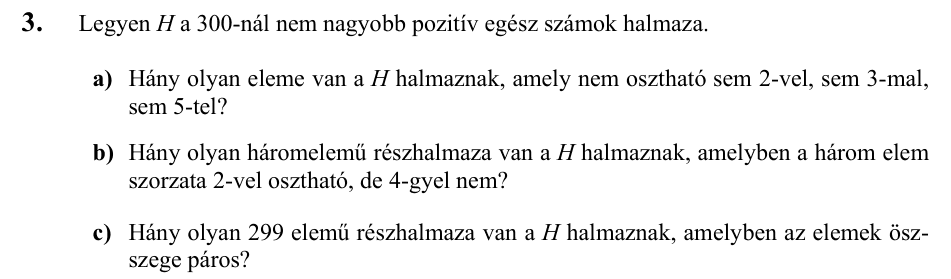 3. Legyen H a 300-nál nem nagyobb pozitív egész számok halmaza.
a) Hány olyan eleme van a H halmaznak, amely nem osztható sem 2-vel, sem 3-mal,
sem 5-tel?
b) Hány olyan háromelemű részhalmaza van a H halmaznak, amelyben a három elem
szorzata 2-vel osztható, de 4-gyel nem?
c) Hány olyan 299 elemű részhalmaza van a H halmaznak, amelyben az elemek ösz-
szege páros?